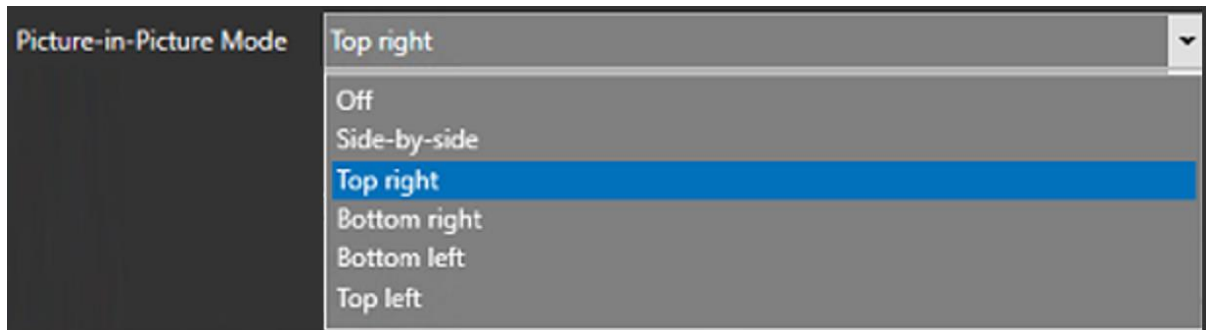 Picture-in-Picture Mode Top right
Off
Side-by-side
Top right
Bottom right
Bottom left
Top left